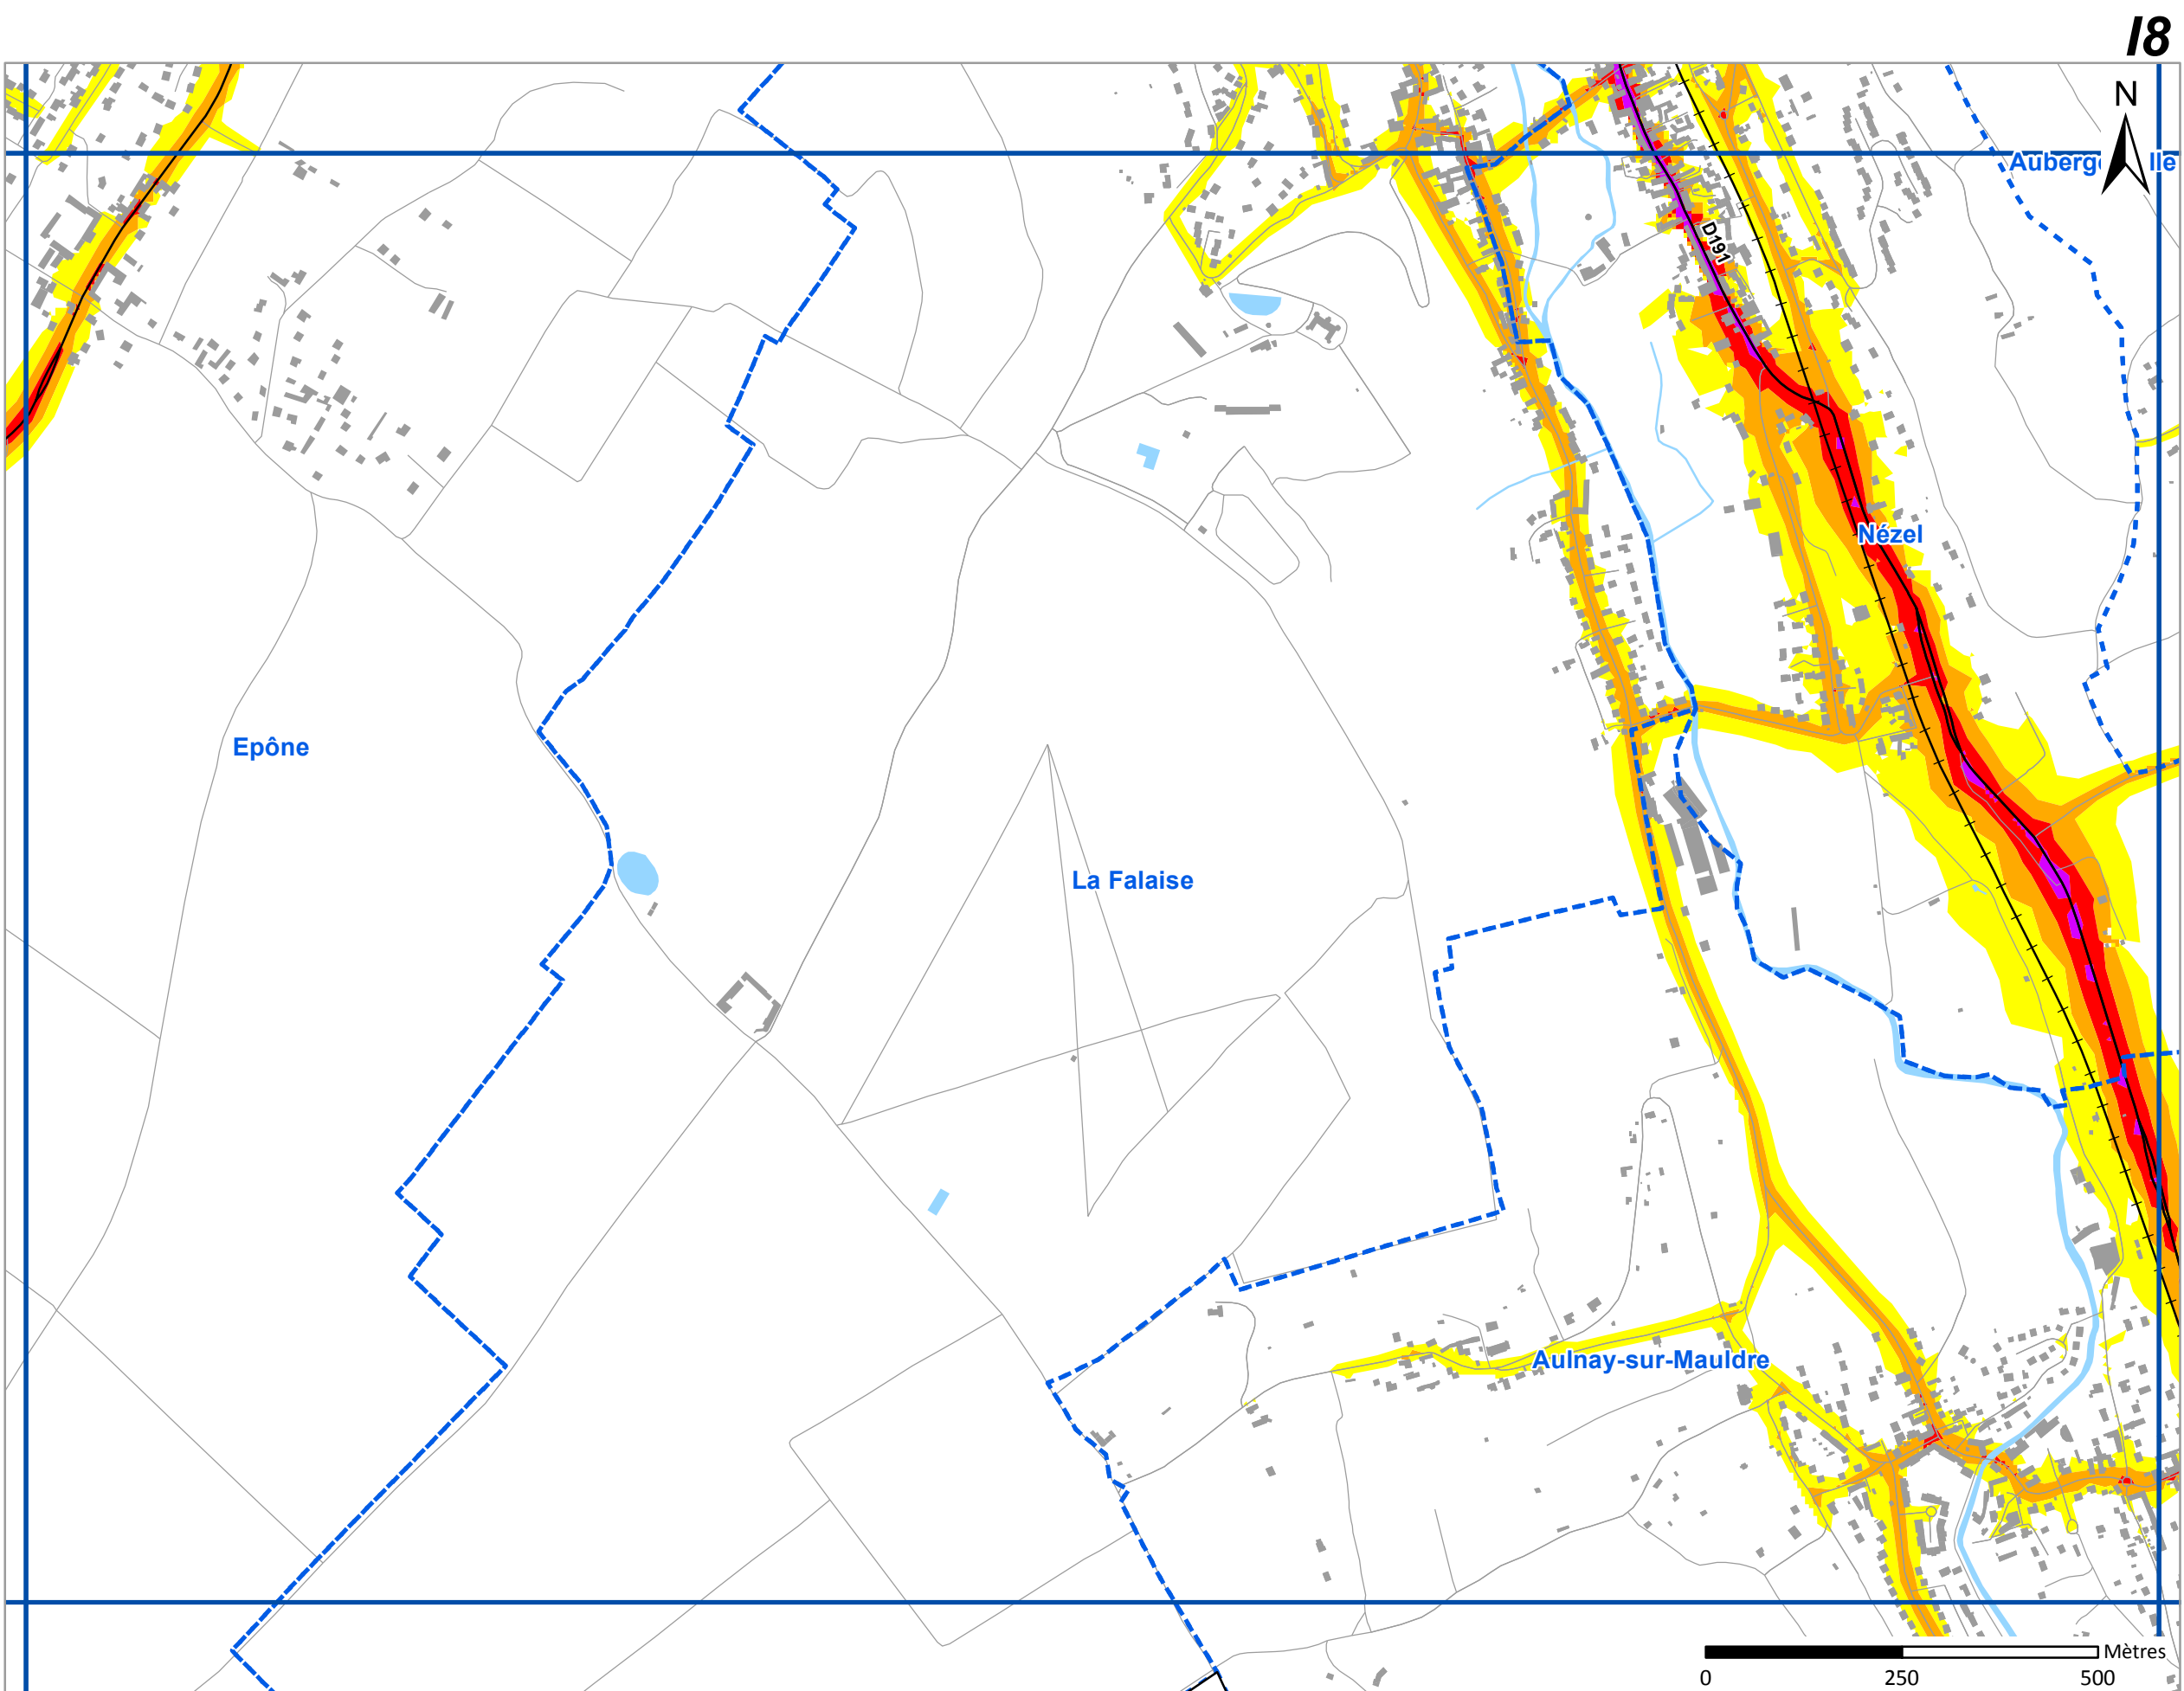 I8
N
Auberg lle
D191
Nézel
Epône
La Falaise
Aulnay-sur-Mauldre
Mètres
0 250 500